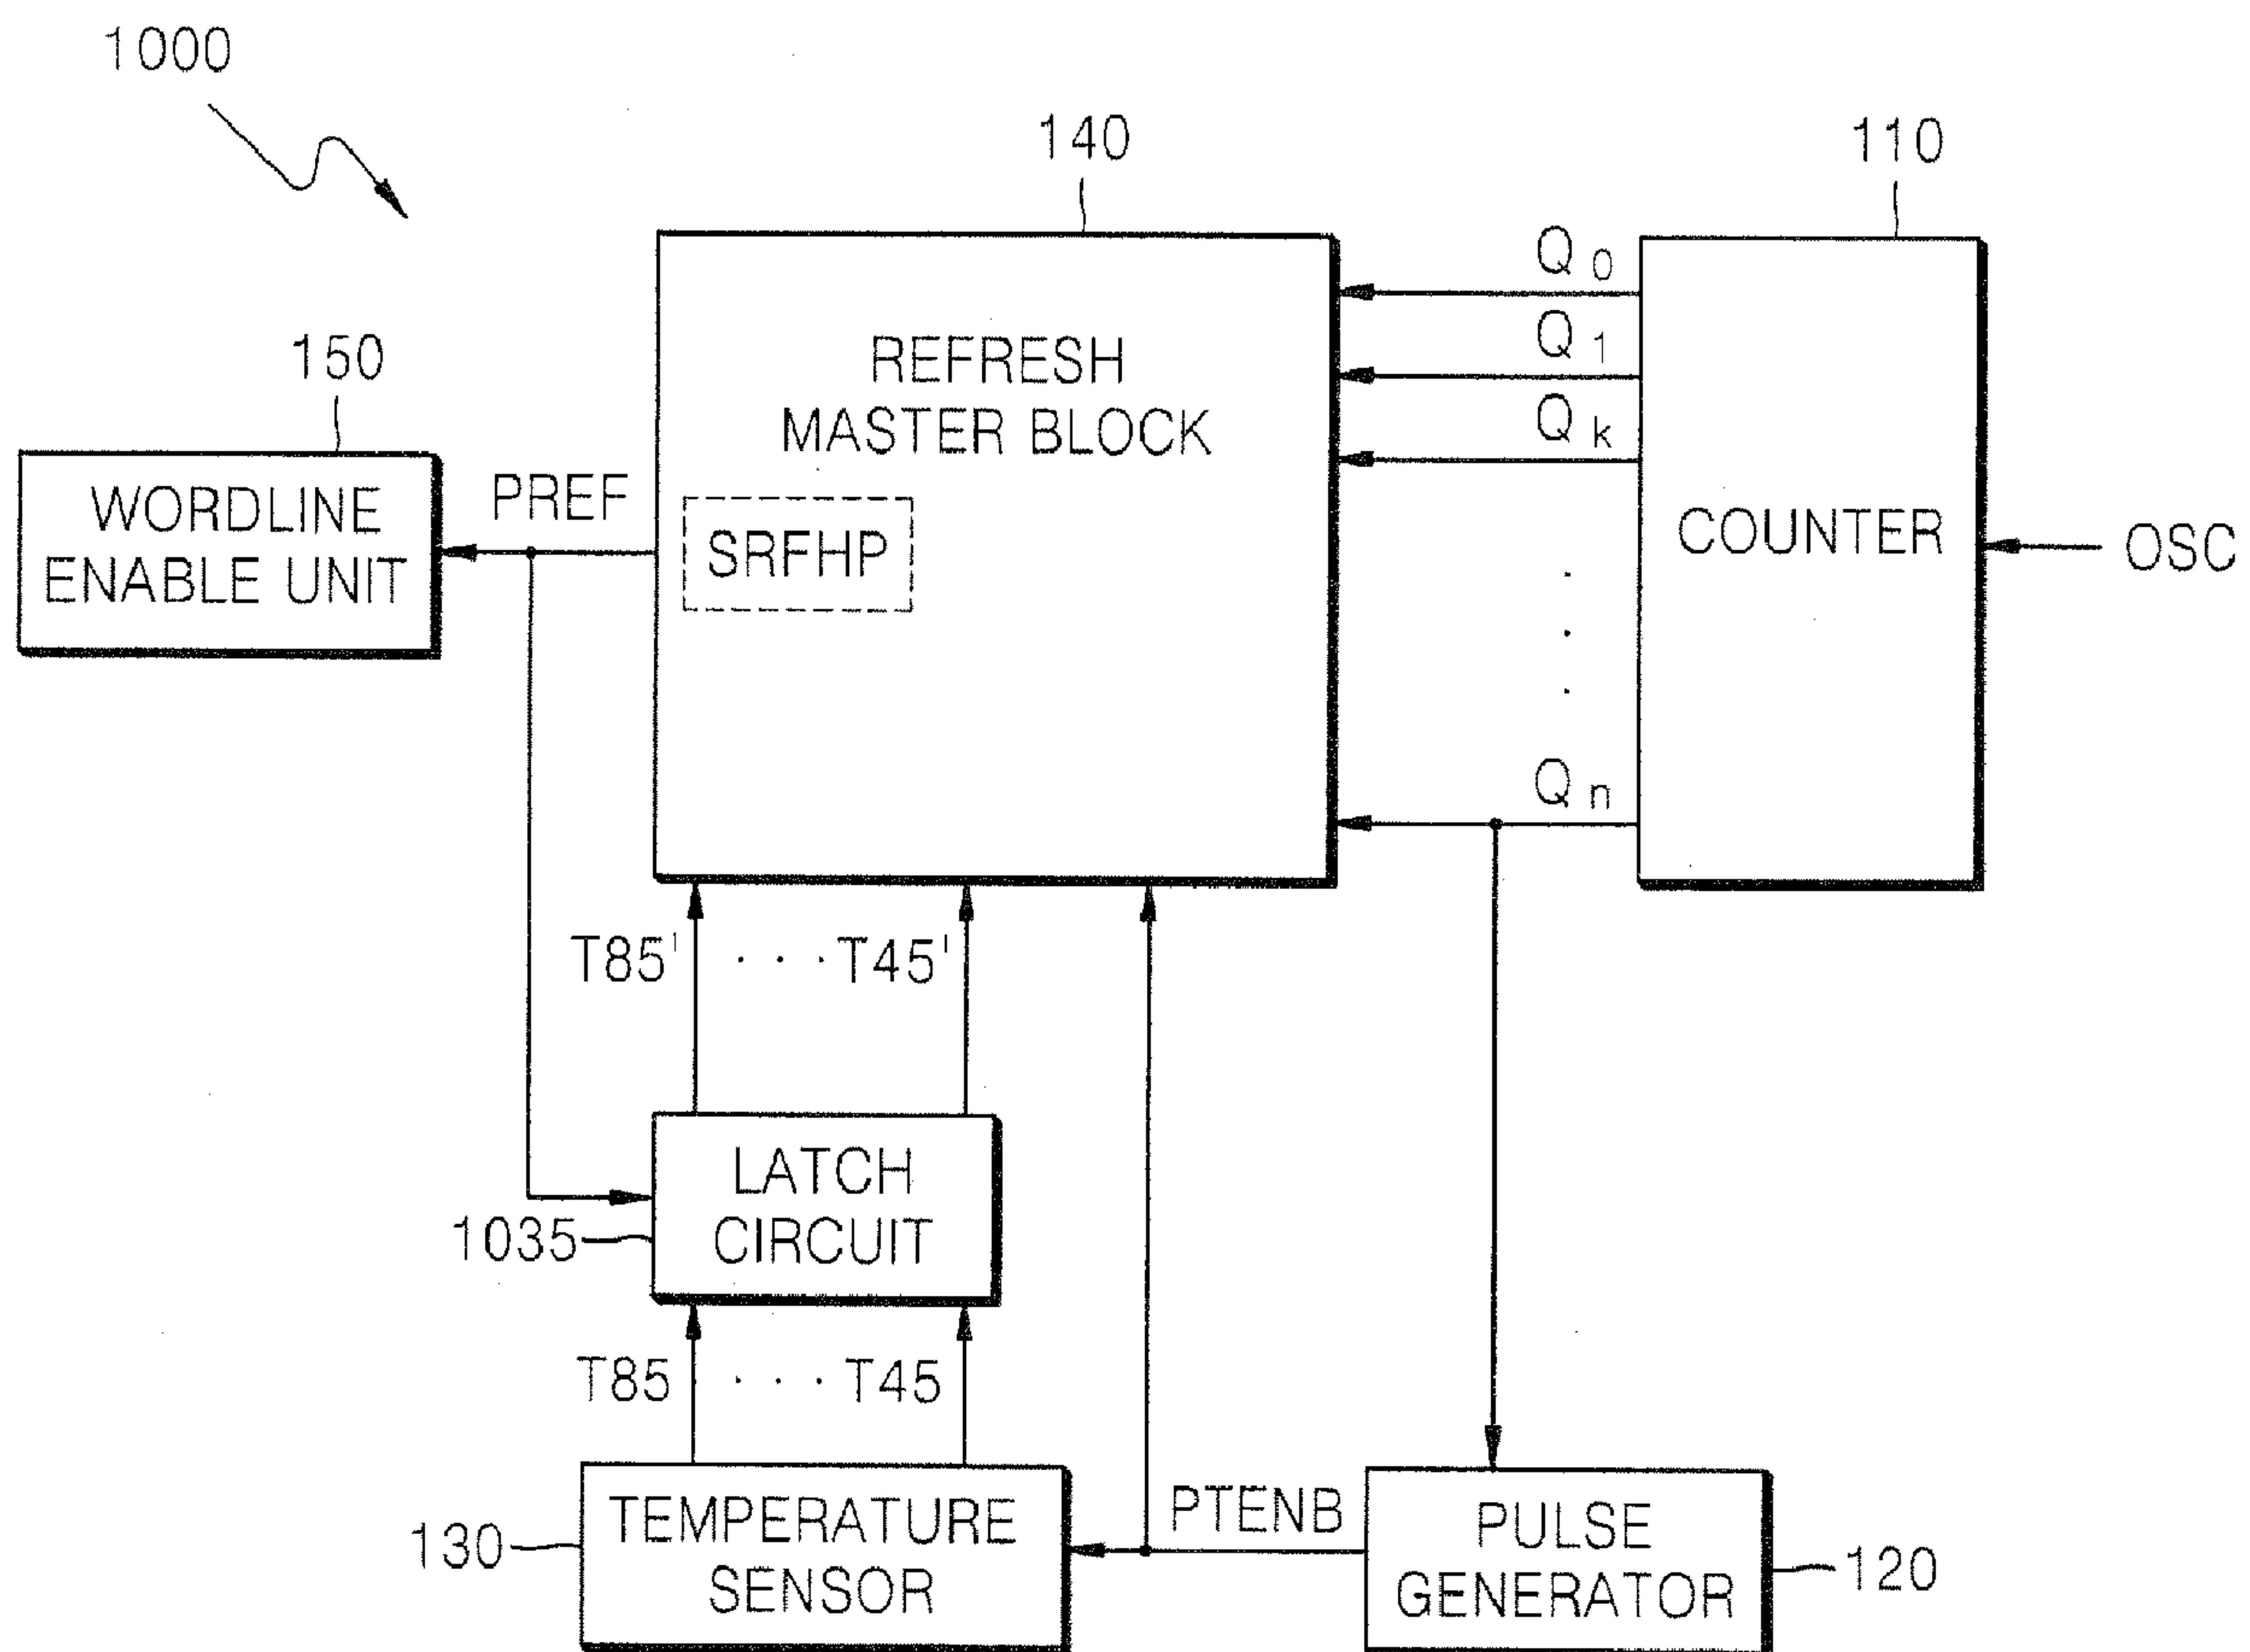 1000
140
110
Q0
150
REFRESH
MASTER BLOCK
Q1
Qk
WORDLINE
ENABLE UNIT
PREF
SRFHP
COUNTER
OSC
Qn
T85' · · · T45'
LATCH
CIRCUIT
1035
T85 · · · · T45
TEMPERATURE
SENSOR
130
PTENB
PULSE
GENERATOR
120